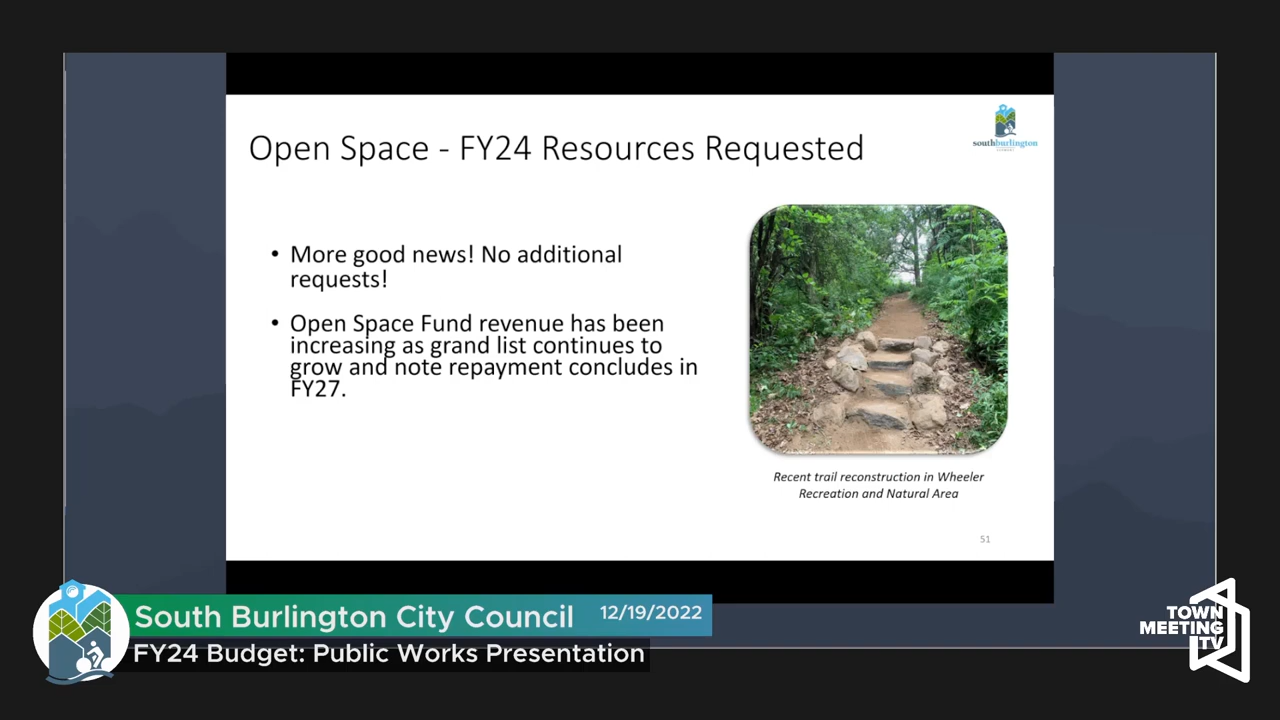 Open Space - FY24 Resources Requested
southburlington
• More good news! No additional
requests!
• Open Space Fund revenue has been
increasing as grand list continues to
grow and note repayment concludes in
FY27.
Recent trail reconstruction in Wheeler
Recreation and Natural Area
51
South Burlington City Council 12/19/2022
FY24 Budget: Public Works Presentation
TOWN
MEETING
TV